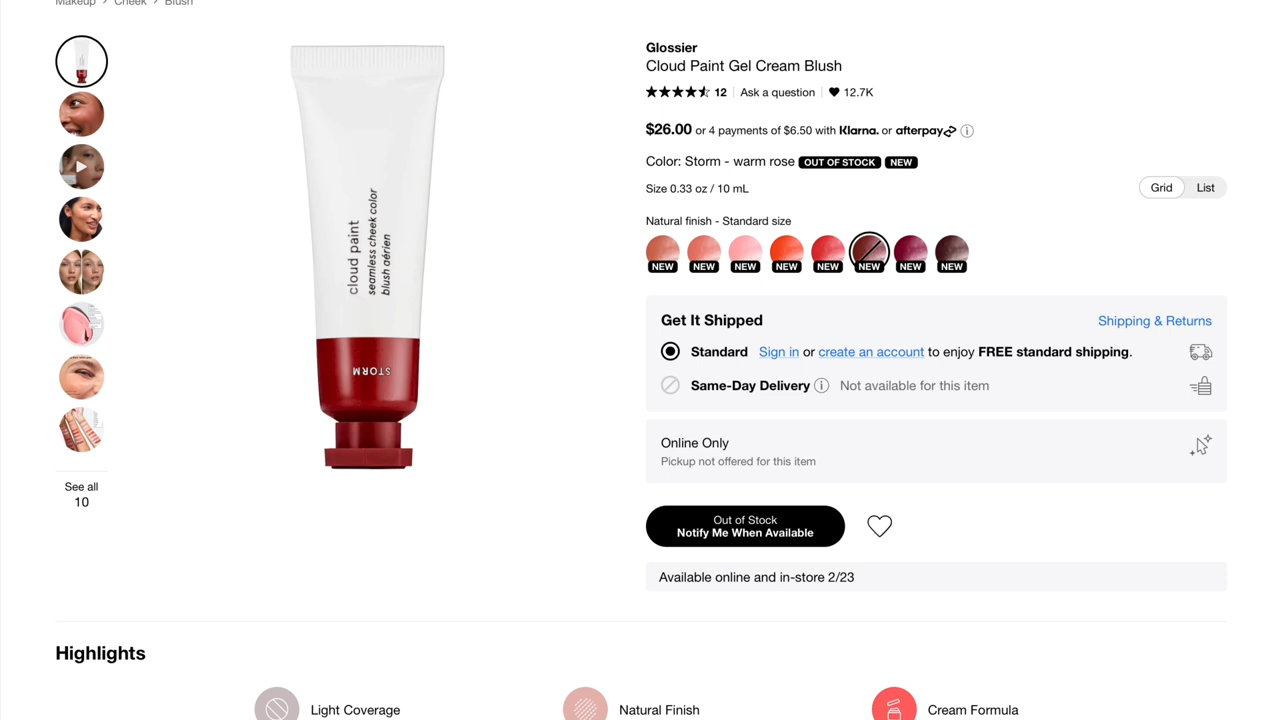 Makeup > Cheek > Blush
Glossier
Cloud Paint Gel Cream Blush
12 Ask a question 12.7K
$26.00 or 4 payments of $6.50 with Klarna. or afterpay
Color: Storm - warm rose OUT OF STOCK NEW
Size 0.33 oz / 10 mL
Grid List
Natural finish - Standard size
NEW NEW NEW NEW NEW NEW NEW NEW
cloud paint
seamless cheek color
blush aérien
STORM
Get It Shipped
Shipping & Returns
Standard Sign in or create an account to enjoy FREE standard shipping.
Same-Day Delivery Not available for this item
Online Only
Pickup not offered for this item
See all
10
Out of Stock
Notify Me When Available
Available online and in-store 2/23
Highlights
Light Coverage Natural Finish Cream Formula